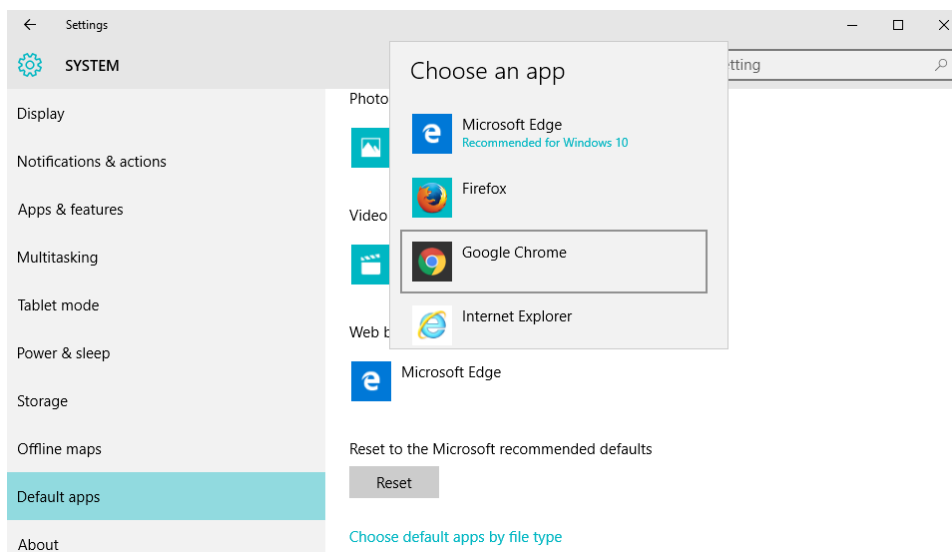 Settings
SYSTEM
Display
Notifications & actions
Apps & features
Multitasking
Tablet mode
Power & sleep
Storage
Offline maps
Default apps
About
Choose an app
Microsoft Edge
Recommended for Windows 10
Firefox
Google Chrome
Internet Explorer
tting
Photo
Video
Web b
Microsoft Edge
Reset to the Microsoft recommended defaults
Reset
Choose default apps by file type